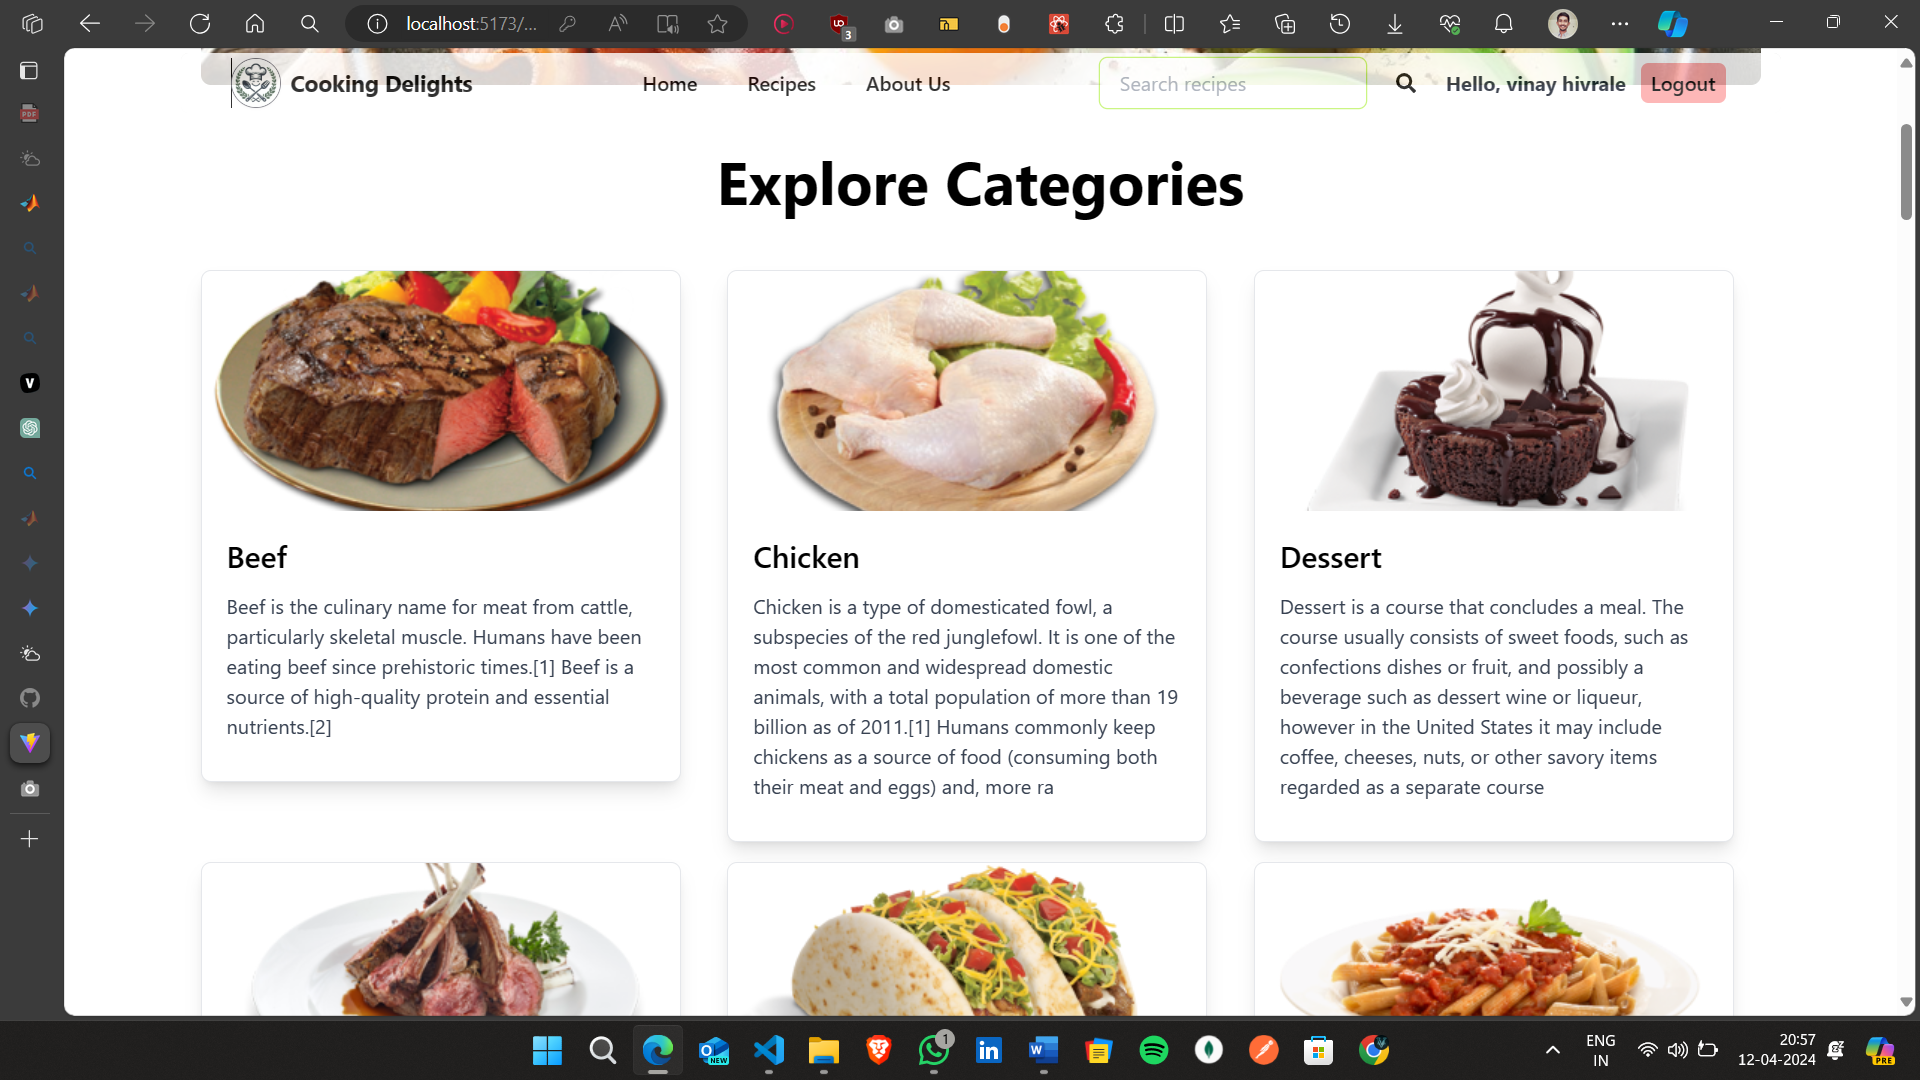 localhost:5173/...
3
Cooking Delights
Home
Recipes
About Us
Search recipes
Hello, vinay hivrale
Logout
Explore Categories
Beef
Beef is the culinary name for meat from cattle,
particularly skeletal muscle. Humans have been
eating beef since prehistoric times.[1] Beef is a
source of high-quality protein and essential
nutrients.[2]
Chicken
Chicken is a type of domesticated fowl, a
subspecies of the red junglefowl. It is one of the
most common and widespread domestic
animals, with a total population of more than 19
billion as of 2011.[1] Humans commonly keep
chickens as a source of food (consuming both
their meat and eggs) and, more ra
Dessert
Dessert is a course that concludes a meal. The
course usually consists of sweet foods, such as
confections dishes or fruit, and possibly a
beverage such as dessert wine or liqueur,
however in the United States it may include
coffee, cheeses, nuts, or other savory items
regarded as a separate course
PDF
NEW
1
ENG
IN
20:57
12-04-2024
PRE